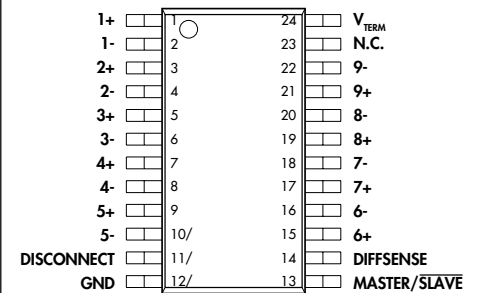 1+ 1 24 VTERM
1- 2 23 N.C.
2+ 3 22 9-
2- 4 21 9+
3+ 5 20 8-
3- 6 19 8+
4+ 7 18 7-
4- 8 17 7+
5+ 9 16 6-
5- 10/ 15 6+
DISCONNECT 11/ 14 DIFFSENSE
GND 12/ 13 MASTER/S̅L̅A̅V̅E̅